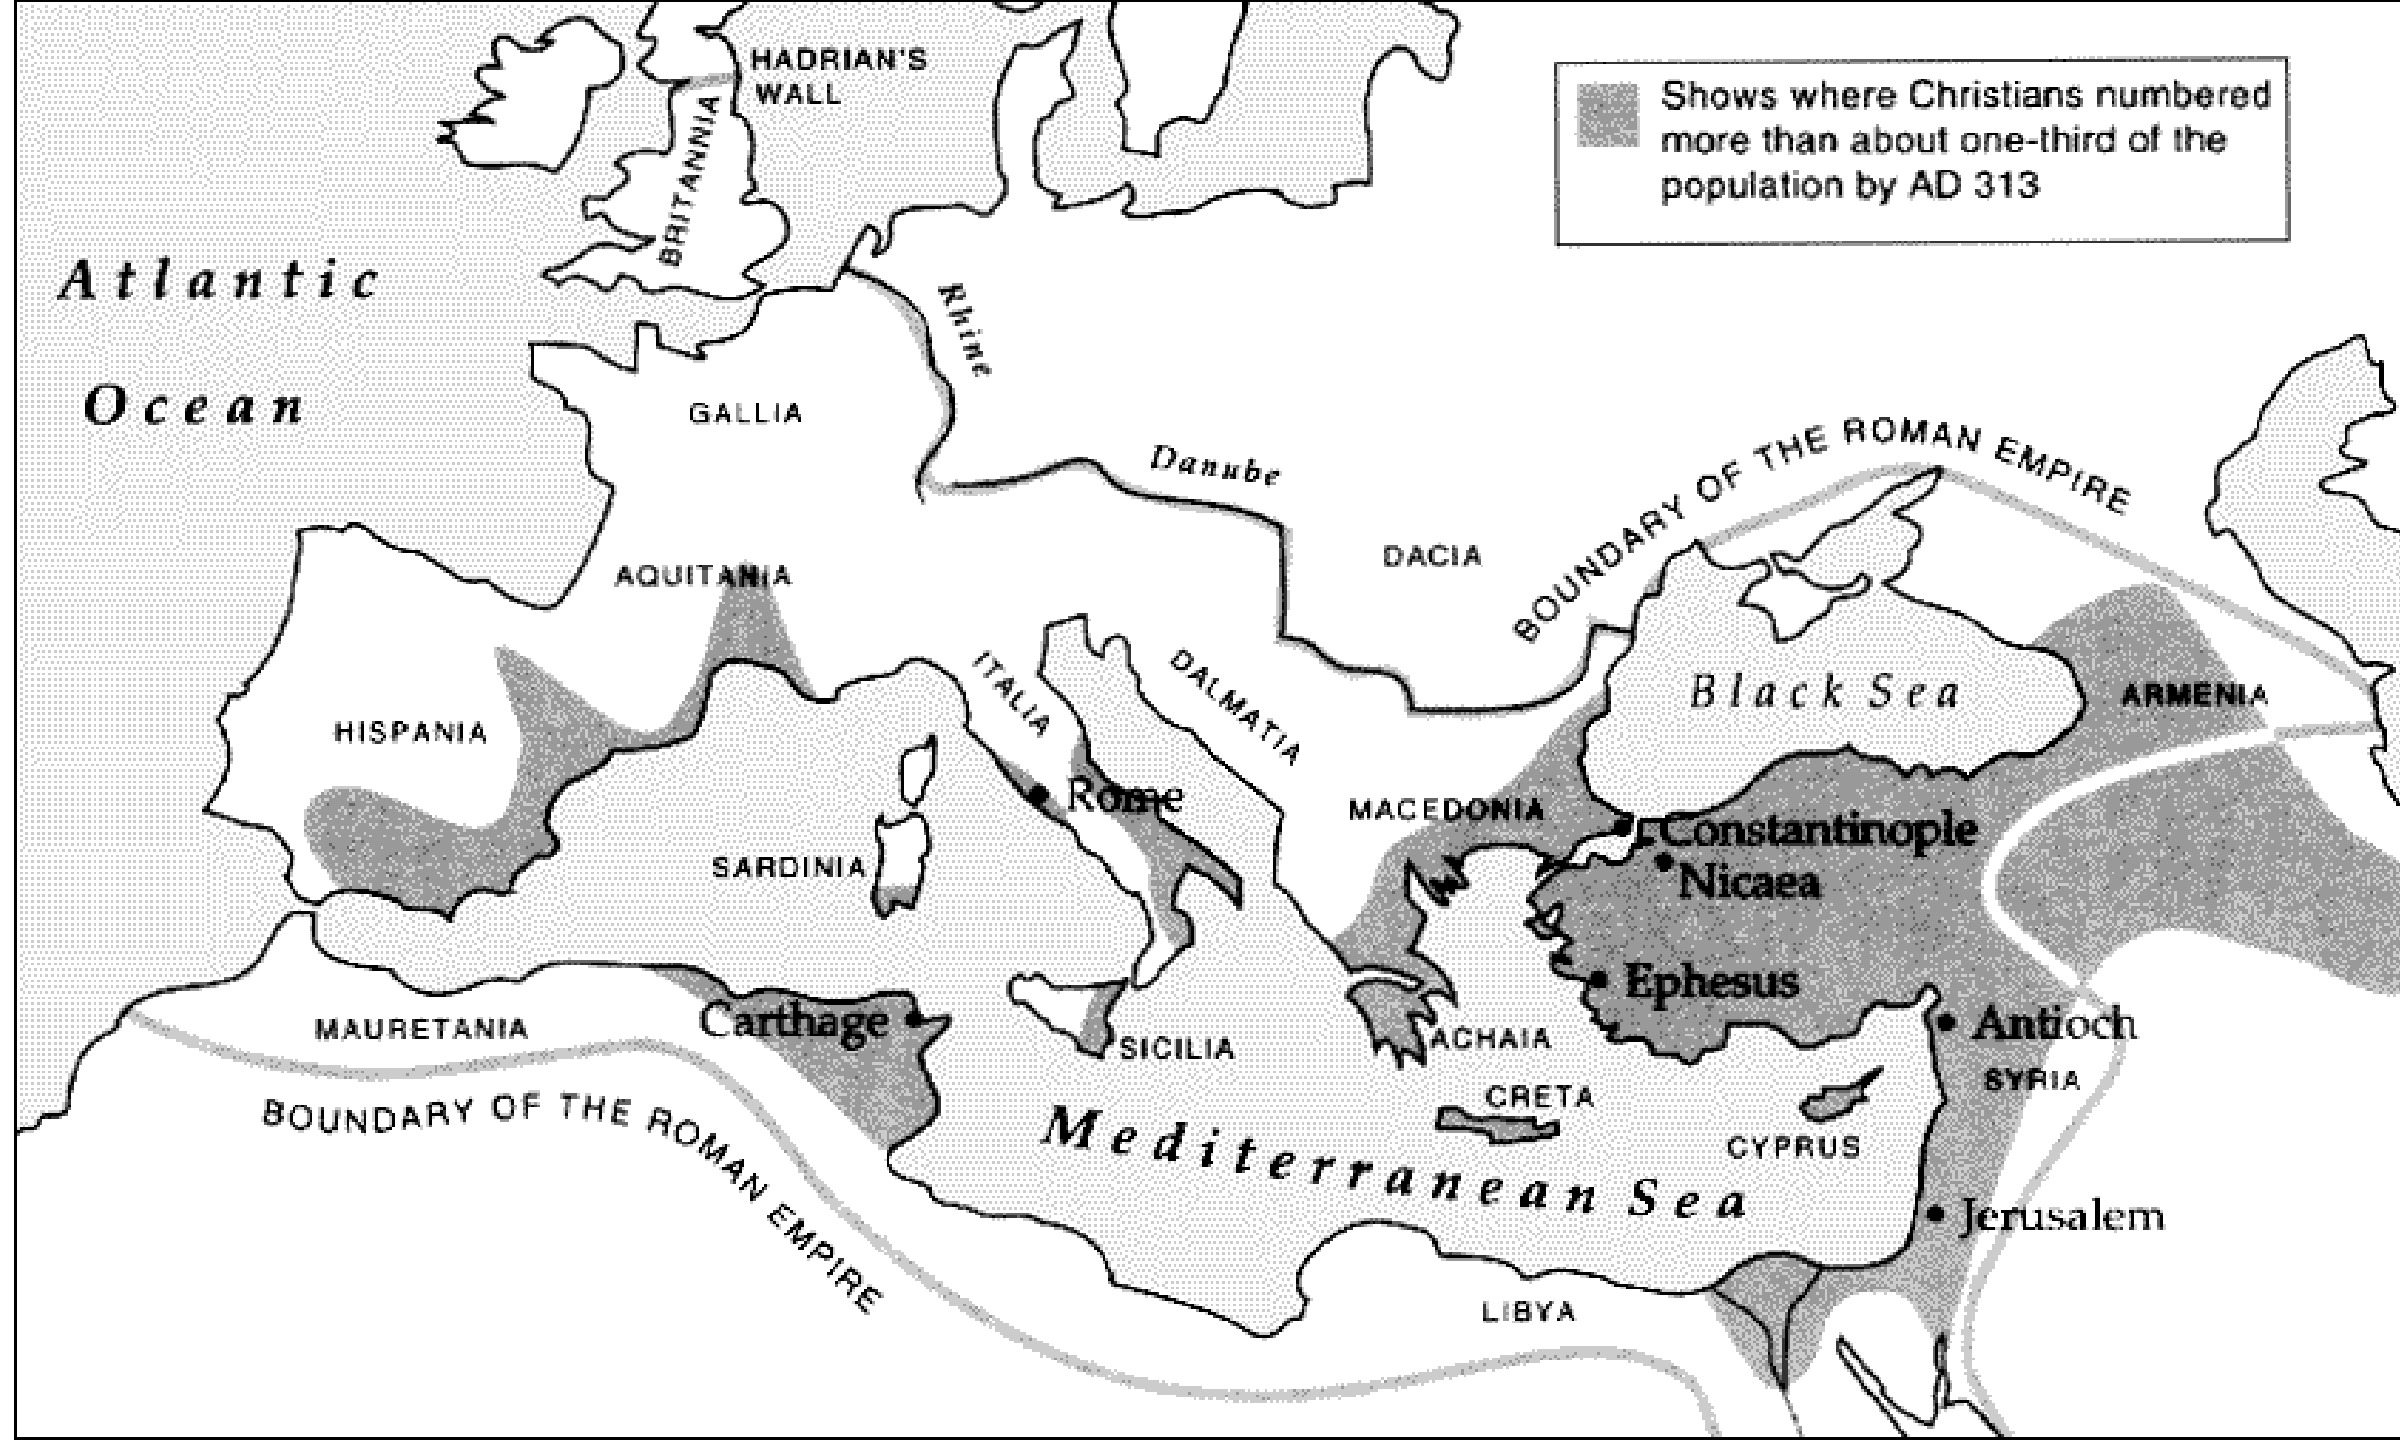 HADRIAN'S
WALL
Shows where Christians numbered
more than about one-third of the
population by AD 313
BRITANNIA
Atlantic
Ocean
Rhine
GALLIA
Danube
BOUNDARY OF THE ROMAN EMPIRE
DACIA
AQUITANIA
ITALIA
DALMATIA
Black Sea
ARMENIA
HISPANIA
Rome
MACEDONIA
Constantinople
SARDINIA
Nicaea
Ephesus
Carthage
MAURETANIA
SICILIA
ACHAIA
Antioch
SYRIA
CRETA
BOUNDARY OF THE ROMAN EMPIRE
Mediterranean Sea
CYPRUS
Jerusalem
LIBYA